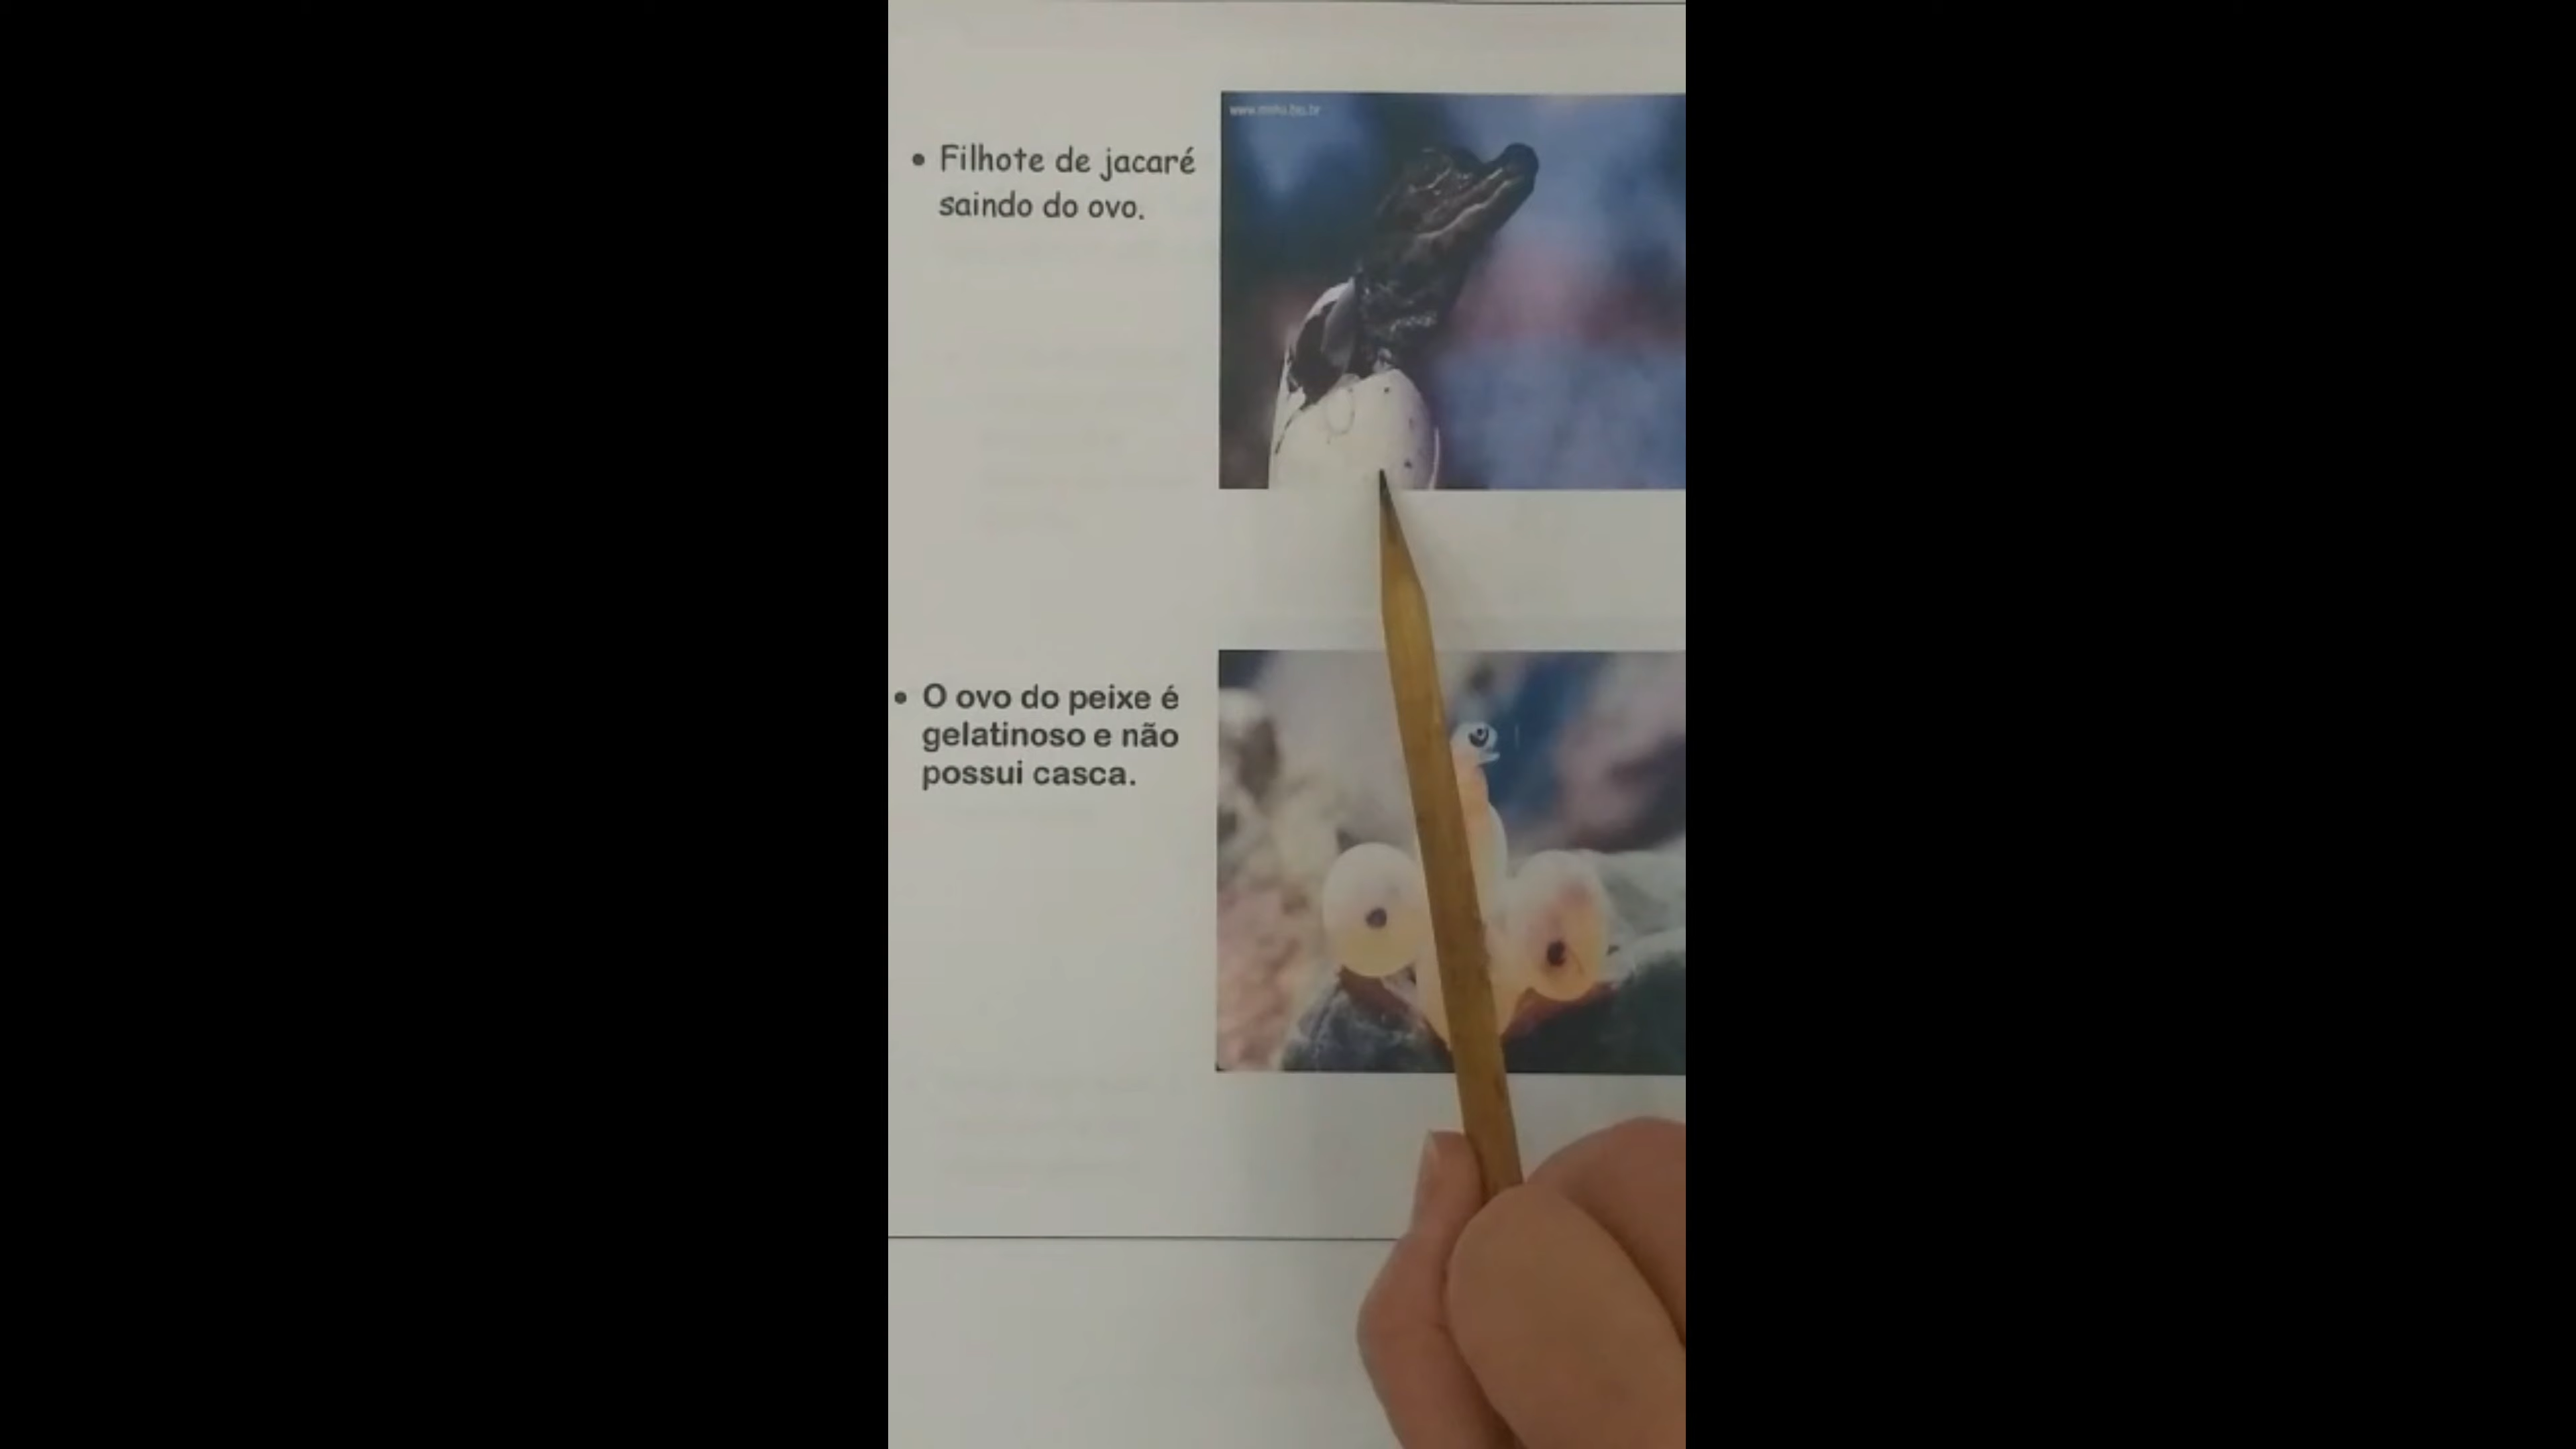 • Filhote de jacaré
saindo do ovo.
• O ovo do peixe é
gelatinoso e não
possui casca.